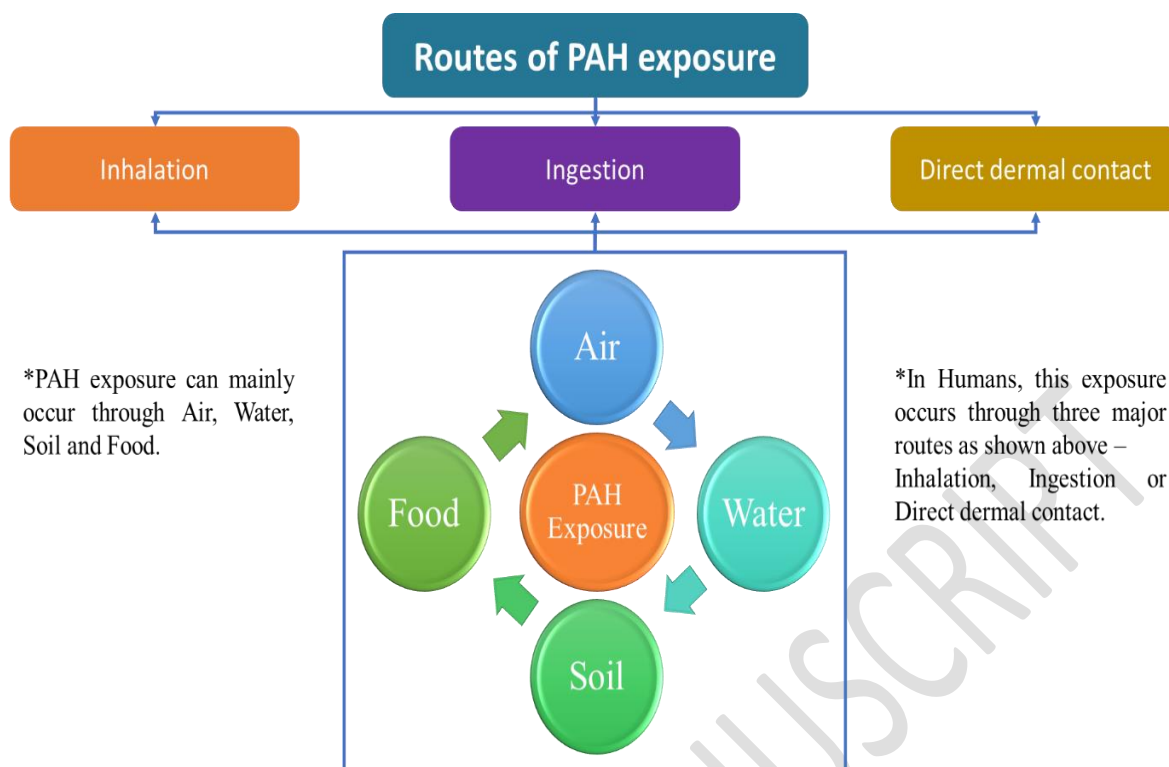 Routes of PAH exposure
Inhalation
Ingestion
Direct dermal contact
Air
*PAH exposure can mainly
occur through Air, Water,
Soil and Food.
*In Humans, this exposure
occurs through three major
routes as shown above –
Inhalation, Ingestion or
Direct dermal contact.
Food
PAH
Exposure
Water
Soil